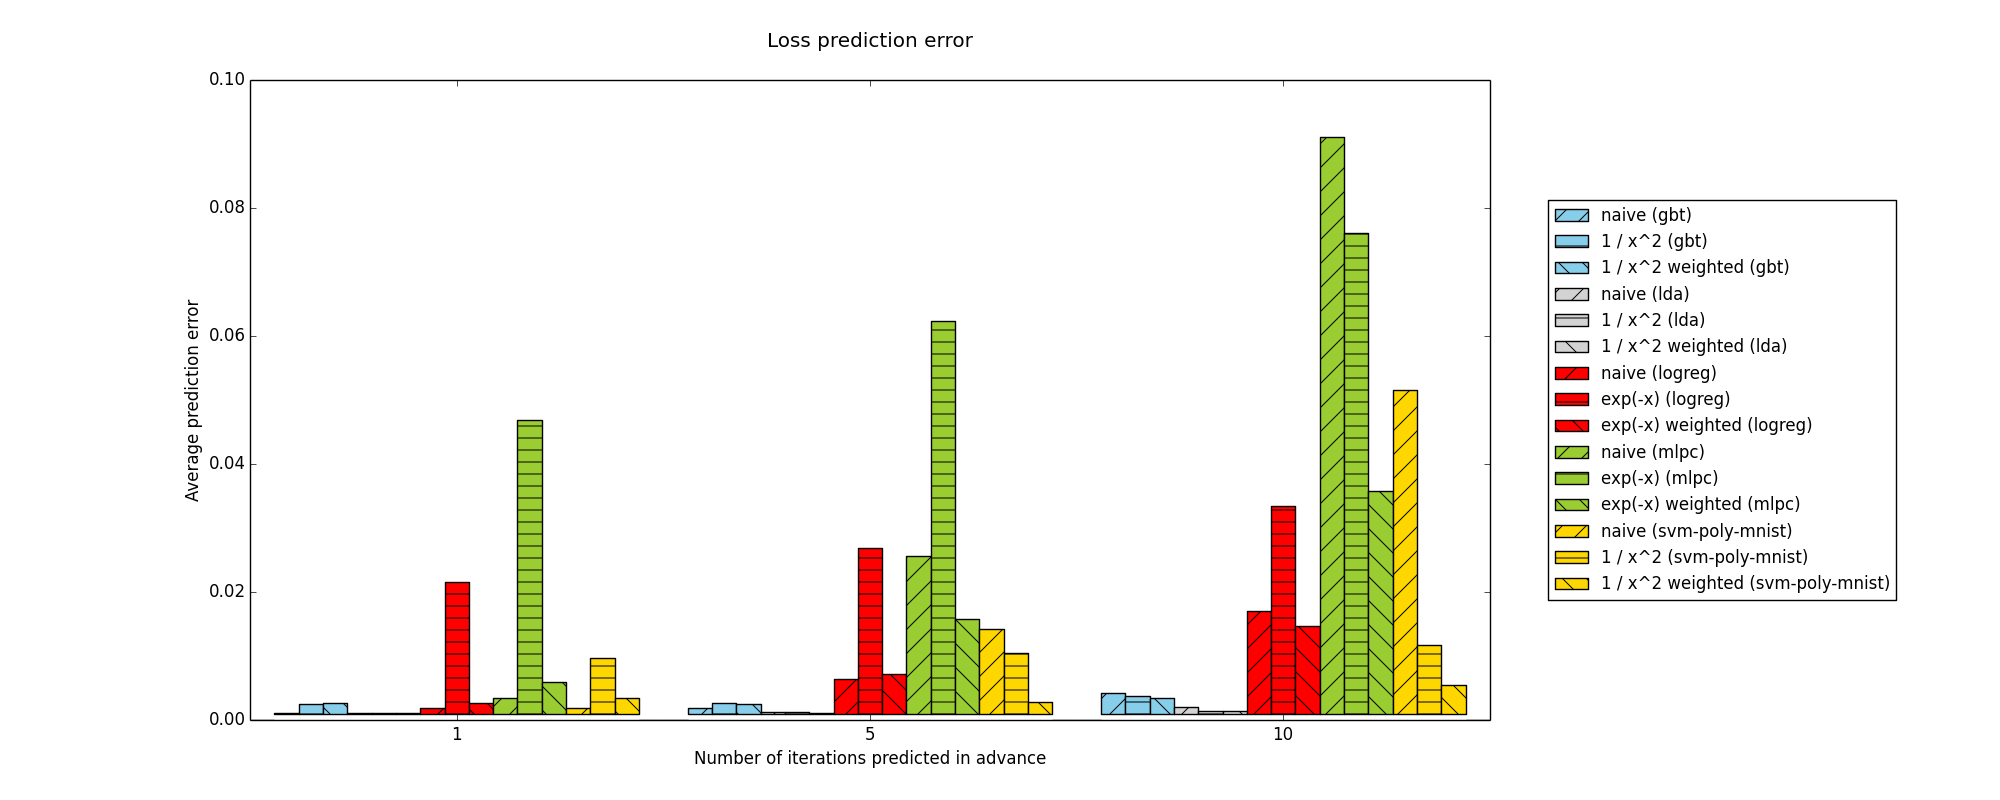 Loss prediction error
0.10
0.08
0.06
0.04
0.02
0.00
Average prediction error
1
5
10
Number of iterations predicted in advance
naive (gbt)
1 / x^2 (gbt)
1 / x^2 weighted (gbt)
naive (lda)
1 / x^2 (lda)
1 / x^2 weighted (lda)
naive (logreg)
exp(-x) (logreg)
exp(-x) weighted (logreg)
naive (mlpc)
exp(-x) (mlpc)
exp(-x) weighted (mlpc)
naive (svm-poly-mnist)
1 / x^2 (svm-poly-mnist)
1 / x^2 weighted (svm-poly-mnist)